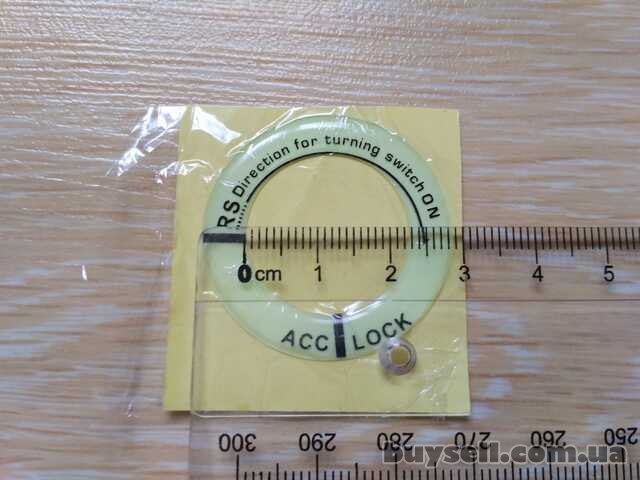 Direction for turning switch ON
RS
0 cm 1 2 3 4 5
ACC LOCK
300 290 280 270 260 250
buysell.com.ua